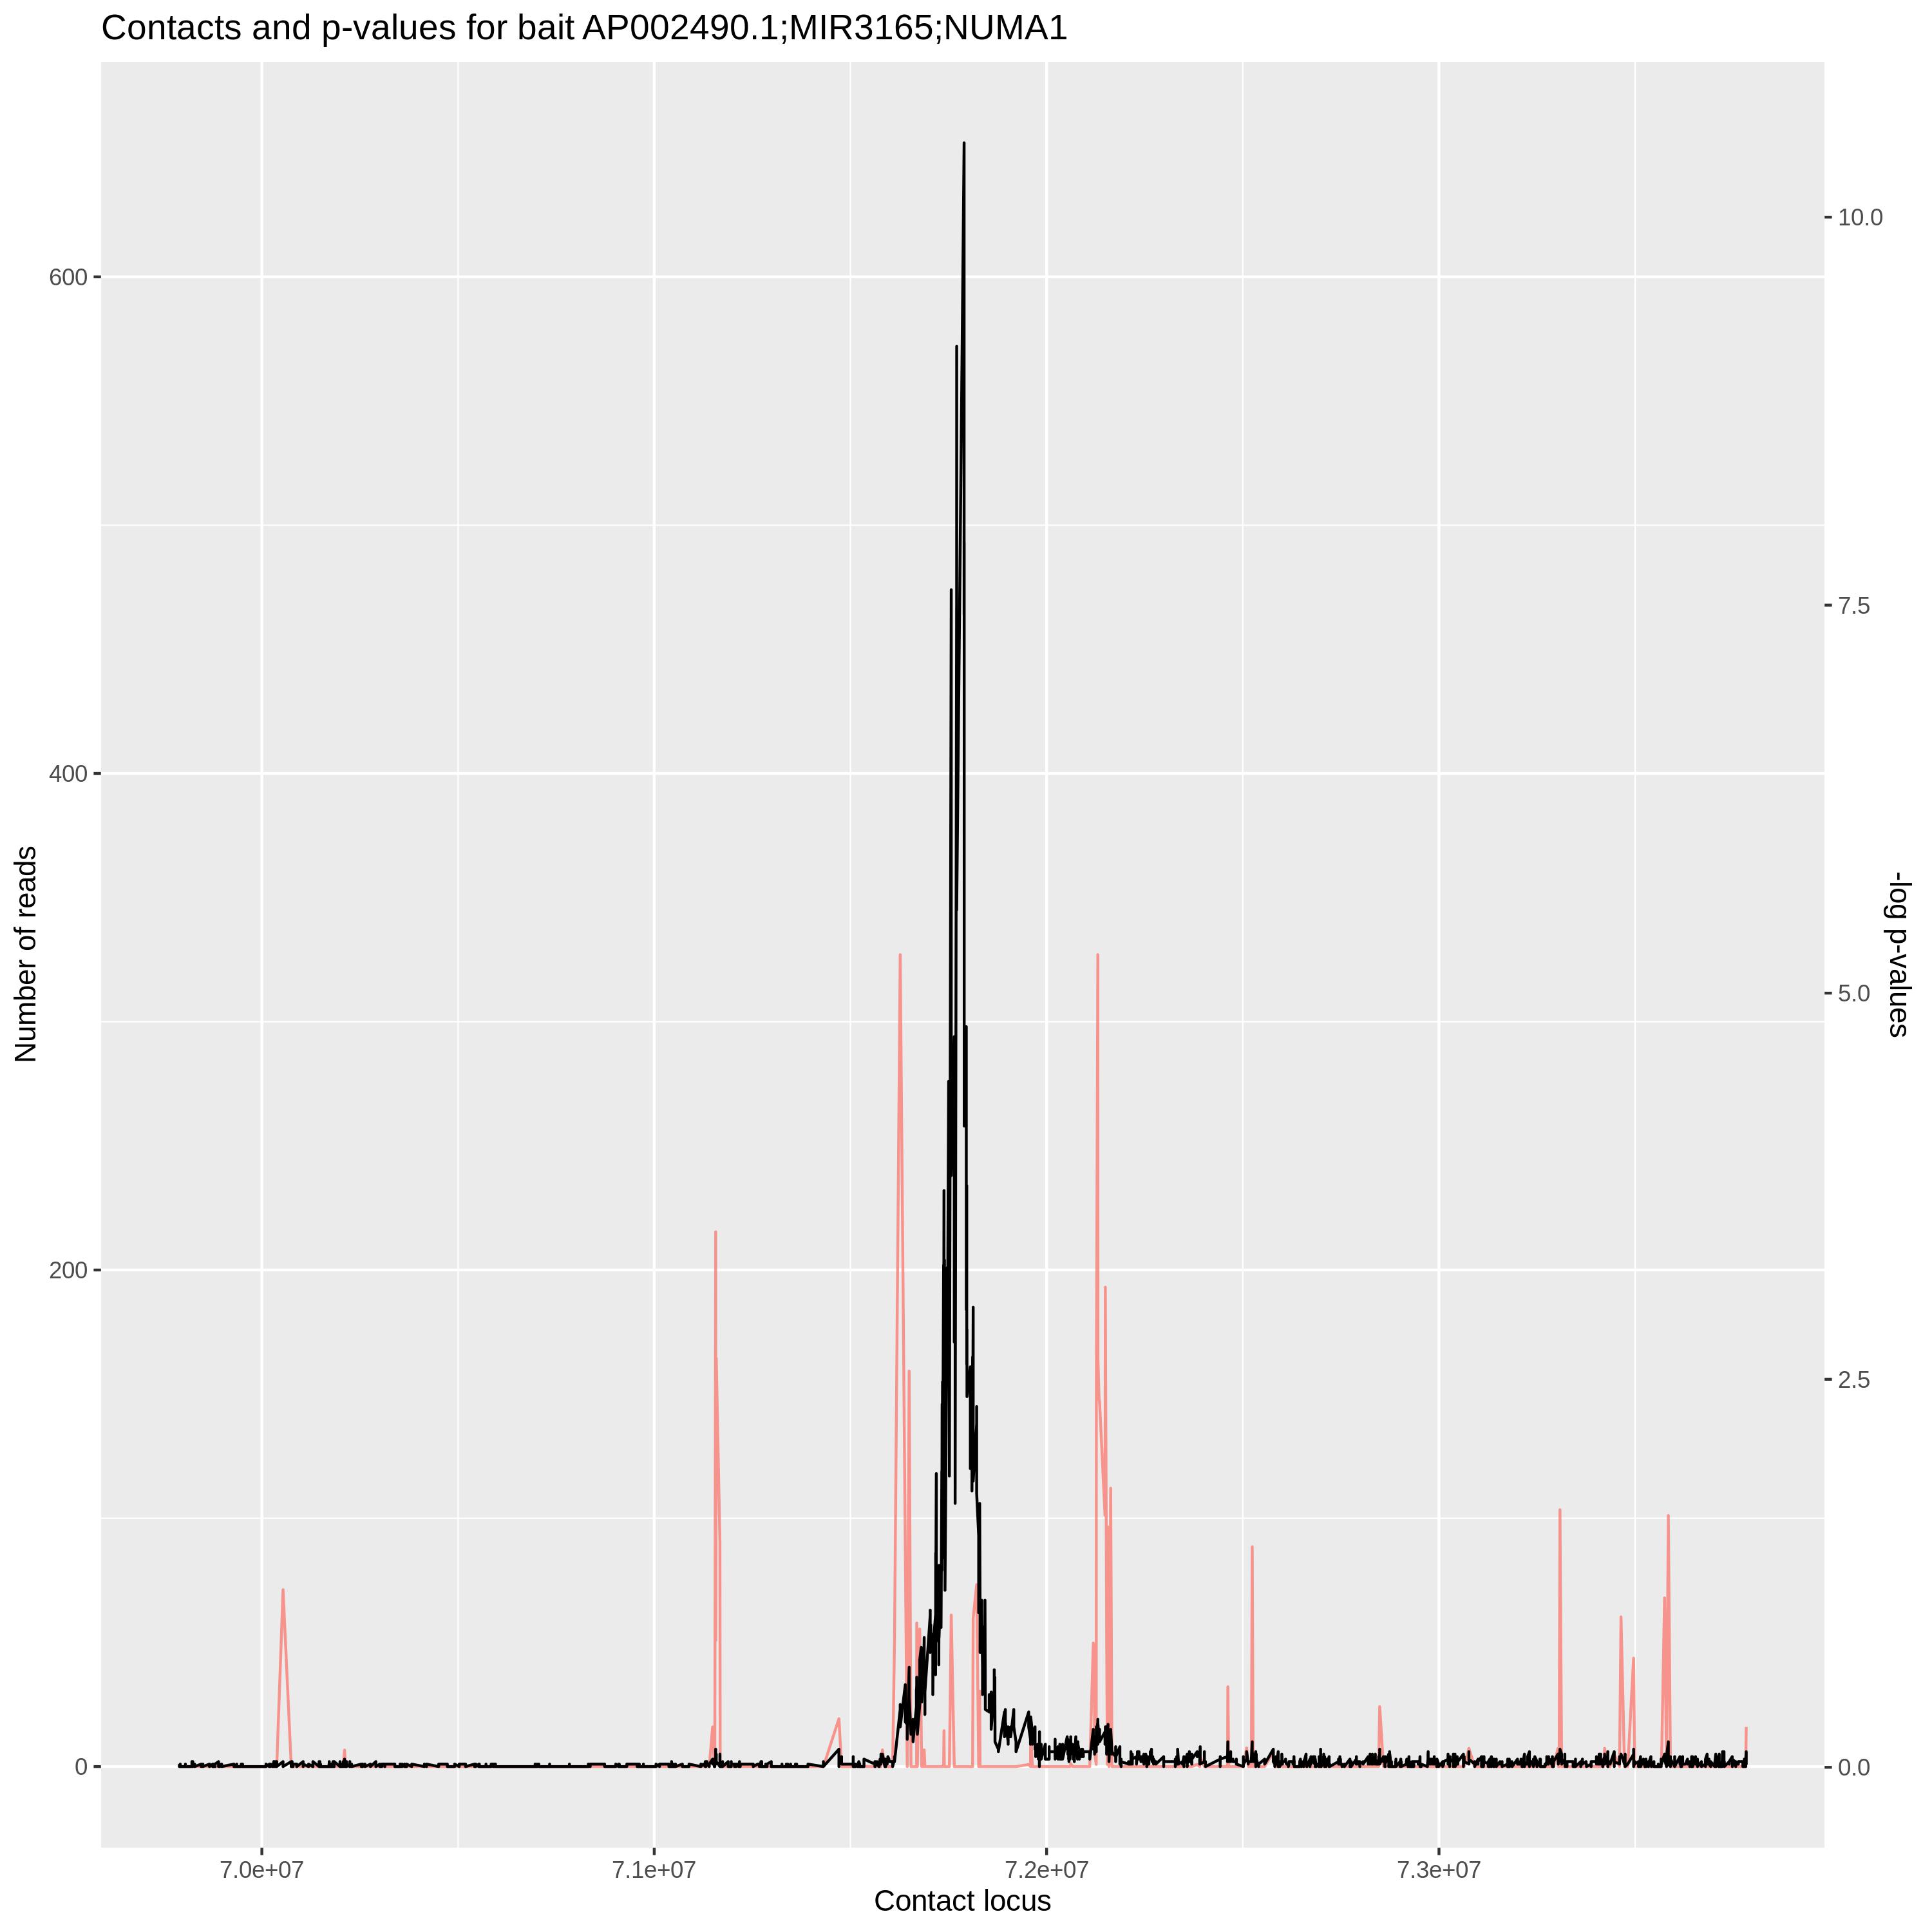 Contacts and p-values for bait AP002490.1;MIR3165;NUMA1
Number of reads
600
400
200
0
10.0
7.5
5.0
2.5
0.0
-log p-values
7.0e+07
7.1e+07
7.2e+07
7.3e+07
Contact locus